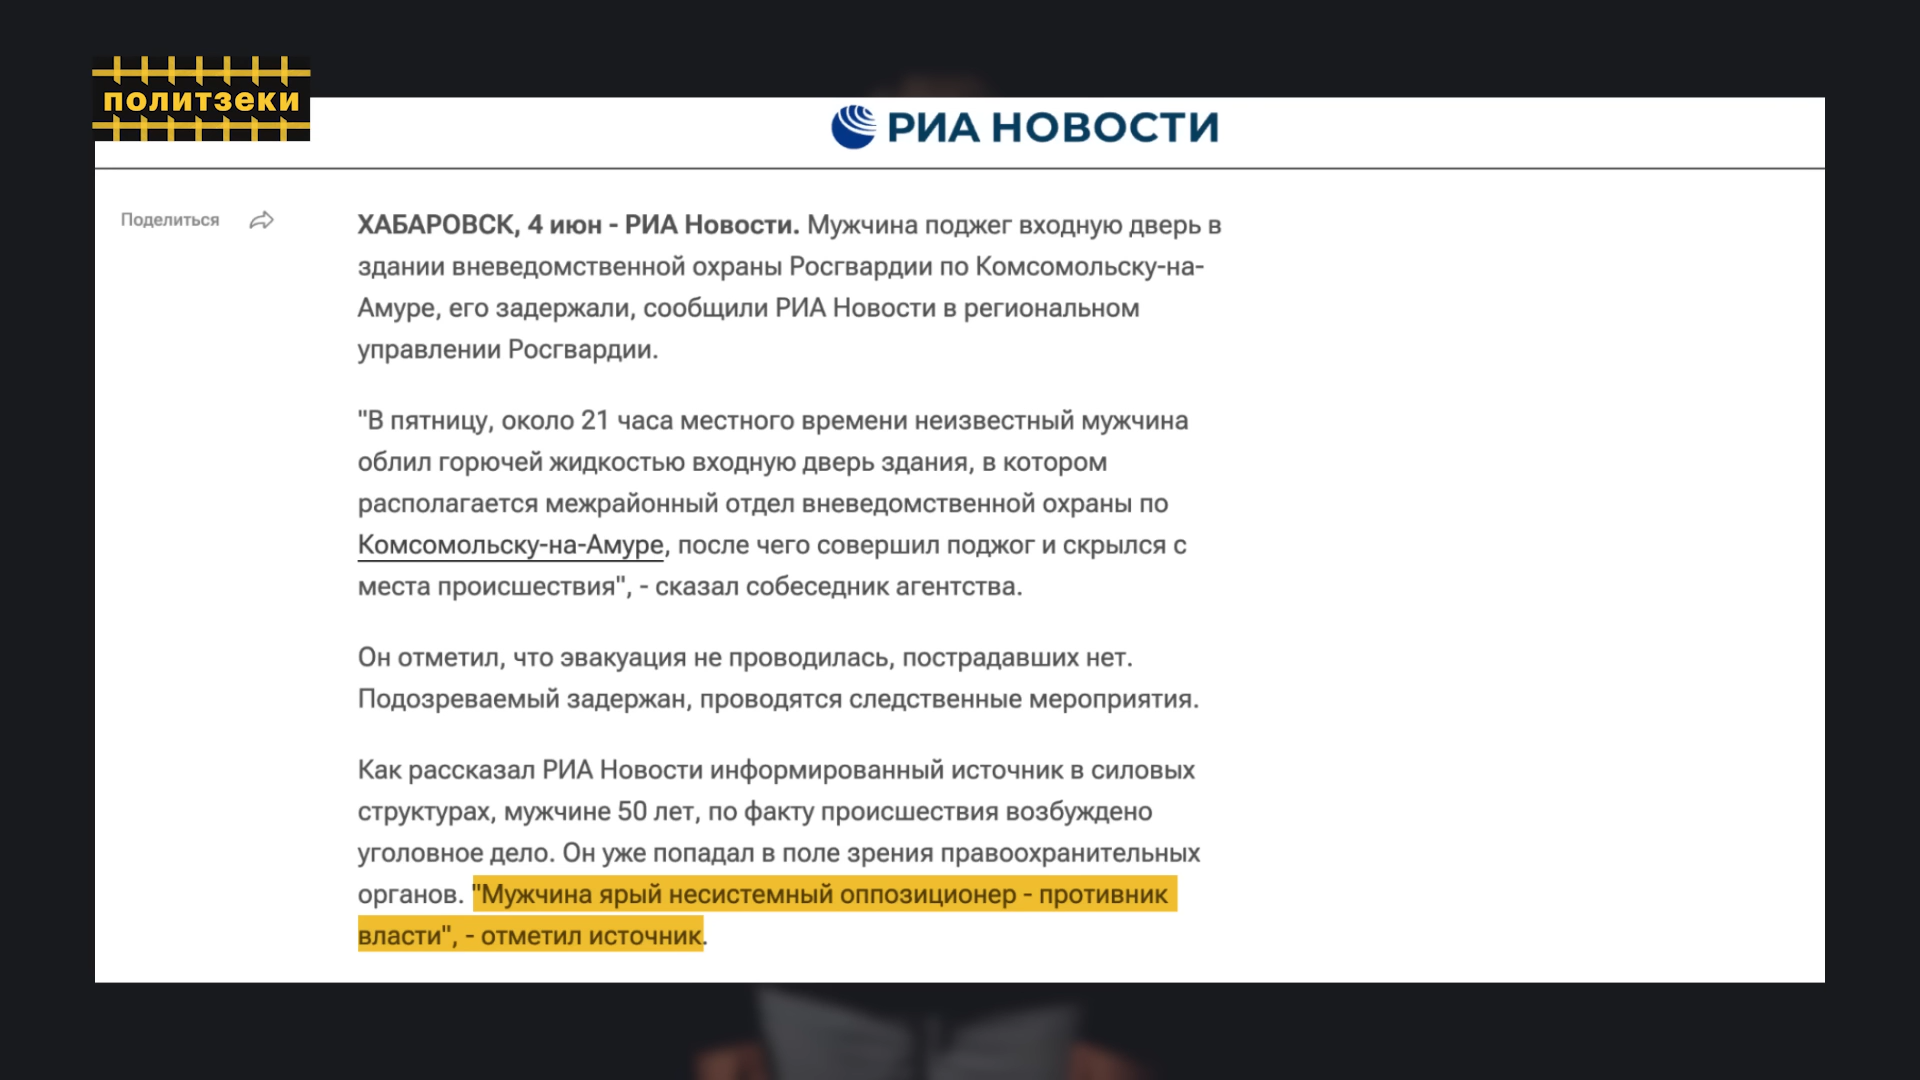 политзеки
РИА НОВОСТИ
Поделиться
ХАБАРОВСК, 4 июн - РИА Новости. Мужчина поджег входную дверь в
здании вневедомственной охраны Росгвардии по Комсомольску-на-
Амуре, его задержали, сообщили РИА Новости в региональном
управлении Росгвардии.
"В пятницу, около 21 часа местного времени неизвестный мужчина
облил горючей жидкостью входную дверь здания, в котором
располагается межрайонный отдел вневедомственной охраны по
Комсомольску-на-Амуре, после чего совершил поджог и скрылся с
места происшествия", - сказал собеседник агентства.
Он отметил, что эвакуация не проводилась, пострадавших нет.
Подозреваемый задержан, проводятся следственные мероприятия.
Как рассказал РИА Новости информированный источник в силовых
структурах, мужчине 50 лет, по факту происшествия возбуждено
уголовное дело. Он уже попадал в поле зрения правоохранительных
органов. "Мужчина ярый несистемный оппозиционер - противник
власти", - отметил источник.